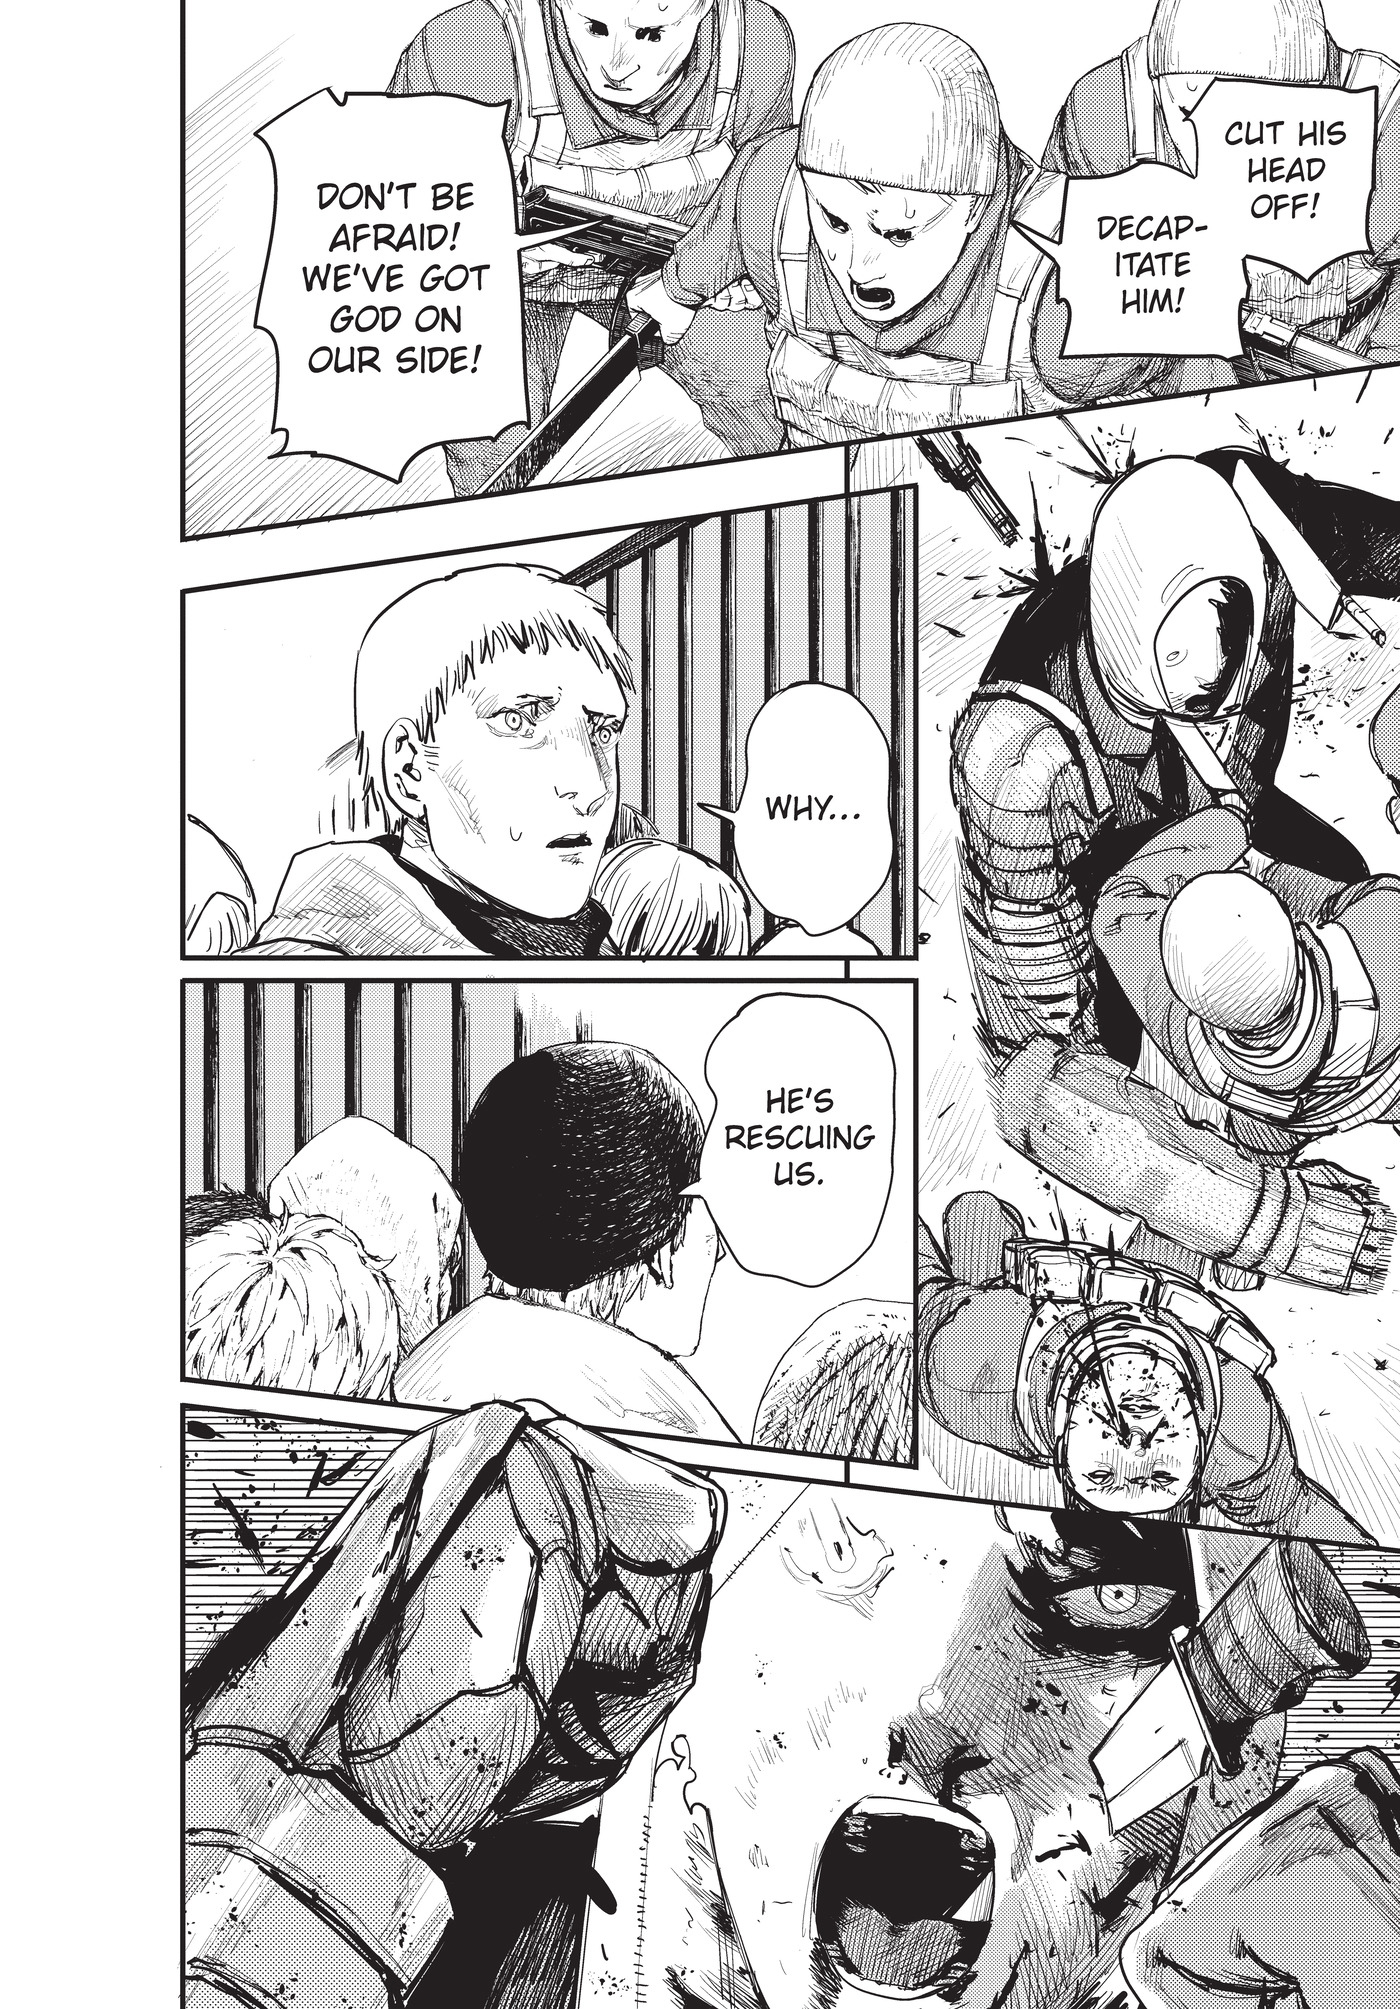 CUT HIS
HEAD
OFF!
DECAP-
ITATE
HIM!
DON'T BE
AFRAID!
WE'VE GOT
GOD ON
OUR SIDE!
WHY...
HE'S
RESCUING
US.